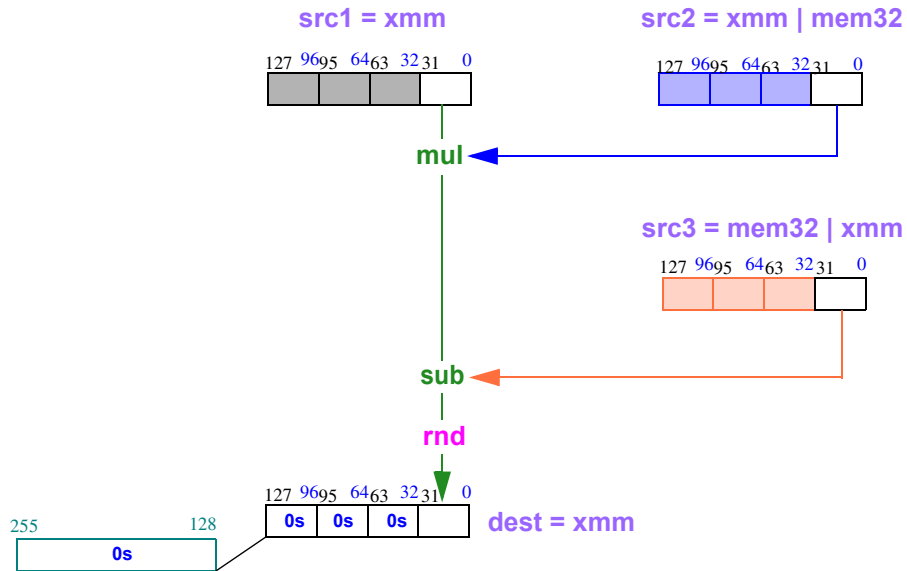 src1 = xmm
src2 = xmm | mem32
127 96 95 64 63 32 31 0
127 96 95 64 63 32 31 0
mul
src3 = mem32 | xmm
127 96 95 64 63 32 31 0
sub
rnd
127 96 95 64 63 32 31 0
0s 0s 0s
dest = xmm
255 128
0s